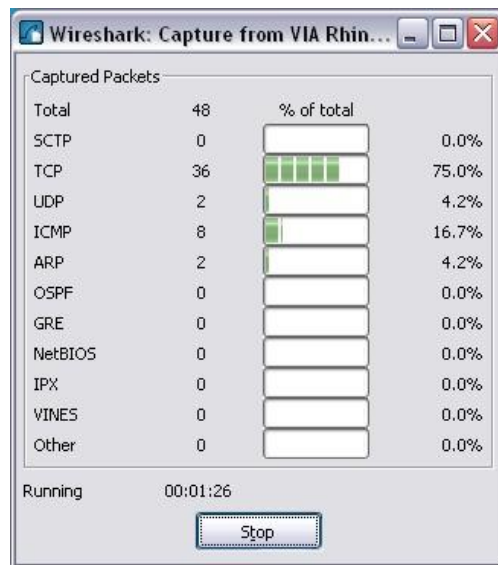 Wireshark: Capture from VIA Rhin...
Captured Packets
Total 48 % of total
SCTP 0 0.0%
TCP 36 75.0%
UDP 2 4.2%
ICMP 8 16.7%
ARP 2 4.2%
OSPF 0 0.0%
GRE 0 0.0%
NetBIOS 0 0.0%
IPX 0 0.0%
VINES 0 0.0%
Other 0 0.0%
Running 00:01:26
Stop